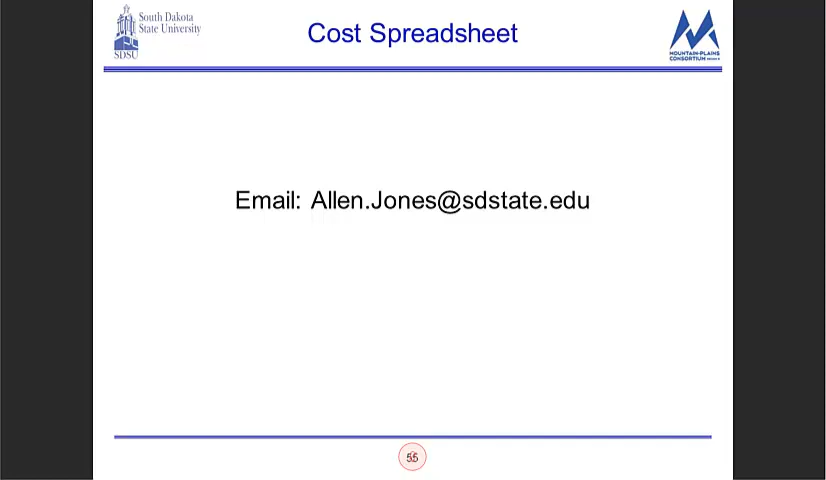 South Dakota
State University
SDSU
Cost Spreadsheet
MOUNTAIN-PLAINS
CONSORTIUM
Email: Allen.Jones@sdstate.edu
55